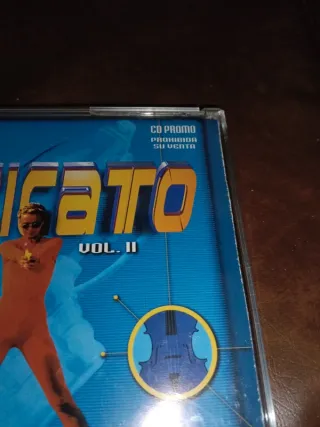 CD PROMO
PROHIBIDA
SU VENTA
icato
VOL. II